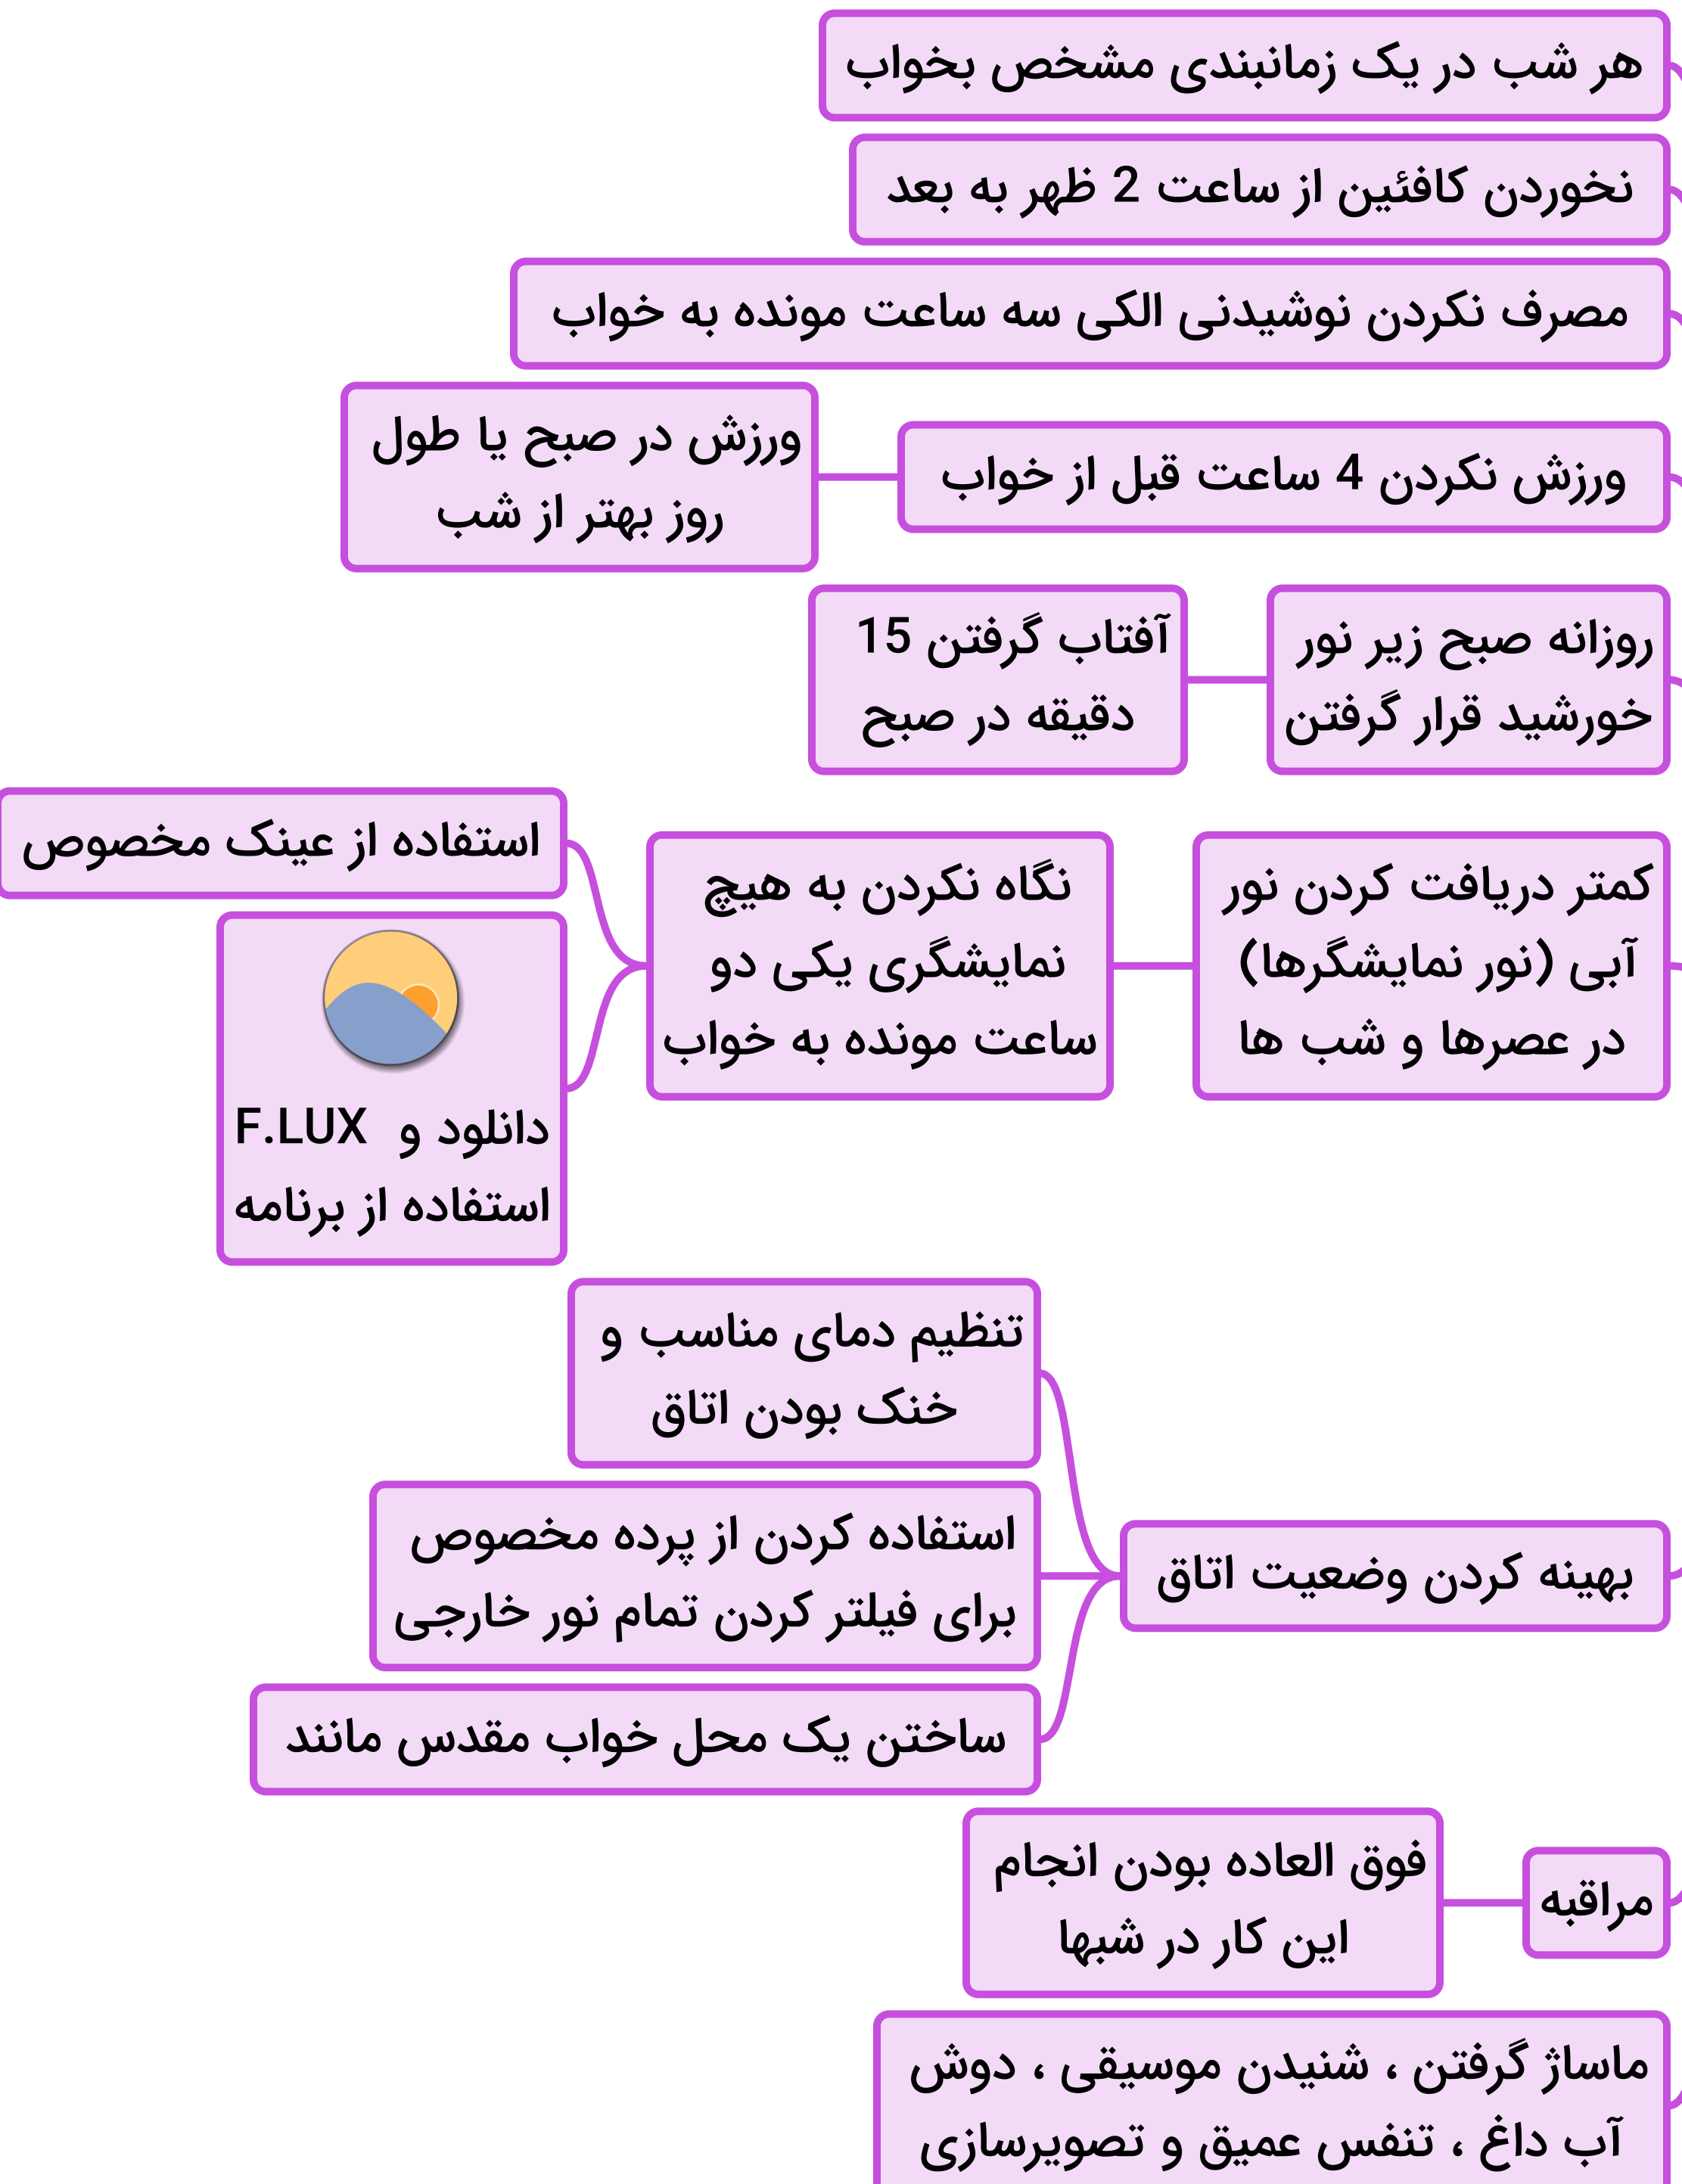 هر شب در یک زمانبندی مشخص بخواب
نخوردن کافئین از ساعت 2 ظهر به بعد
مصرف نکردن نوشیدنی الکی سه ساعت مونده به خواب
ورزش نکردن 4 ساعت قبل از خواب
ورزش در صبح یا طول
روز بهتر از شب
روزانه صبح زیر نور
خورشید قرار گرفتن
آفتاب گرفتن 15
دقیقه در صبح
کمتر دریافت کردن نور
آبی (نور نمایشگرها)
در عصرها و شب ها
نگاه نکردن به هیچ
نمایشگری یکی دو
ساعت مونده به خواب
استفاده از عینک مخصوص
دانلود و F.LUX
استفاده از برنامه
بهینه کردن وضعیت اتاق
تنظیم دمای مناسب و
خنک بودن اتاق
استفاده کردن از پرده مخصوص
برای فیلتر کردن تمام نور خارجی
ساختن یک محل خواب مقدس مانند
مراقبه
فوق العاده بودن انجام
این کار در شبها
ماساژ گرفتن ، شنیدن موسیقی ، دوش
آب داغ ، تنفس عمیق و تصویرسازی